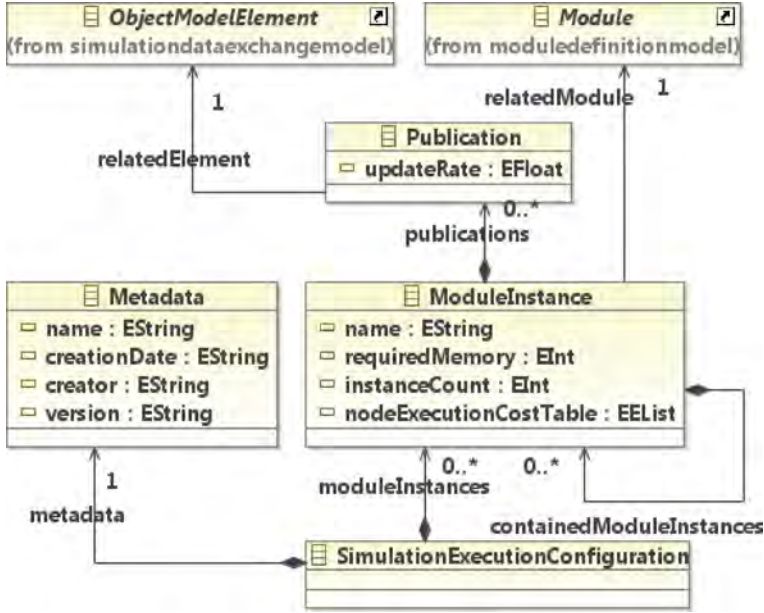 ObjectModelElement
(from simulationdataexchangemodel)
Module
(from moduledefinitionmodel)
1
relatedModule
1
Publication
updateRate : EFloat
relatedElement
0..*
publications
Metadata
name : EString
creationDate : EString
creator : EString
version : EString
ModuleInstance
name : EString
requiredMemory : EInt
instanceCount : EInt
nodeExecutionCostTable : EEList
1
metadata
0..*
0..*
moduleInstances
containedModuleInstances
SimulationExecutionConfiguration